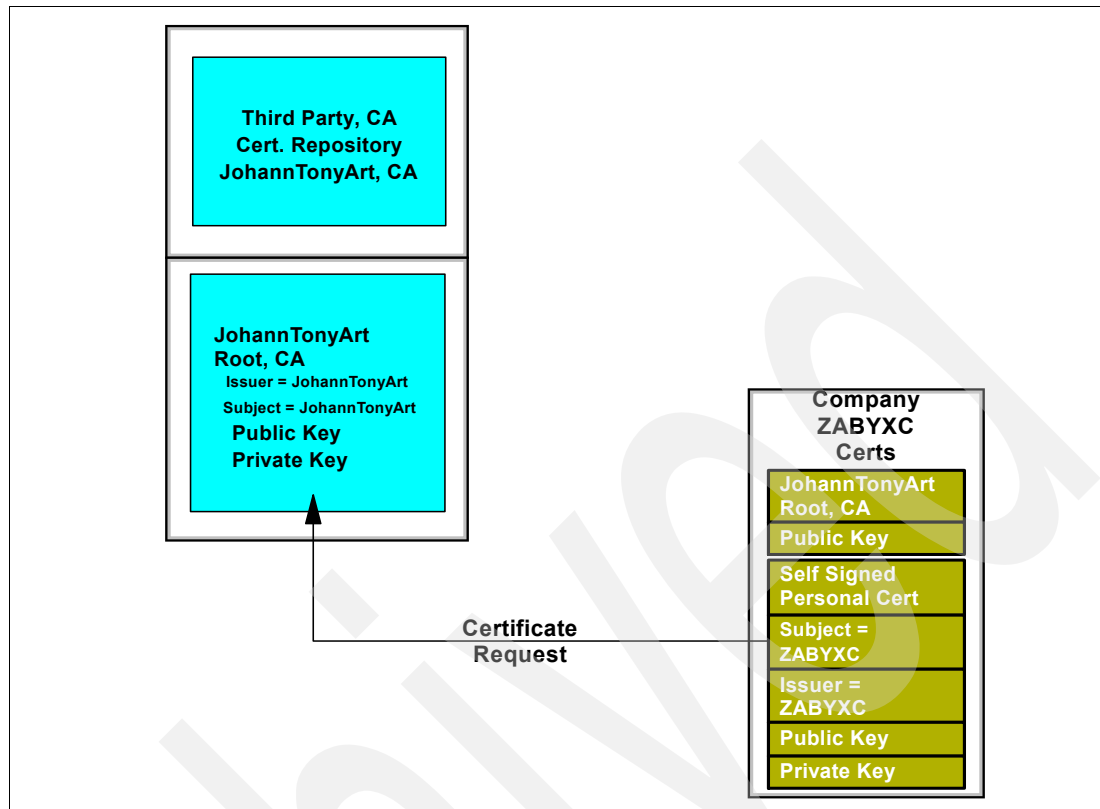 Third Party, CA
Cert. Repository
JohannTonyArt, CA
JohannTonyArt
Root, CA
Issuer = JohannTonyArt
Subject = JohannTonyArt
Public Key
Private Key
Certificate
Request
Company
ZABYXC
Certs
JohannTonyArt
Root, CA
Public Key
Self Signed
Personal Cert
Subject =
ZABYXC
Issuer =
ZABYXC
Public Key
Private Key